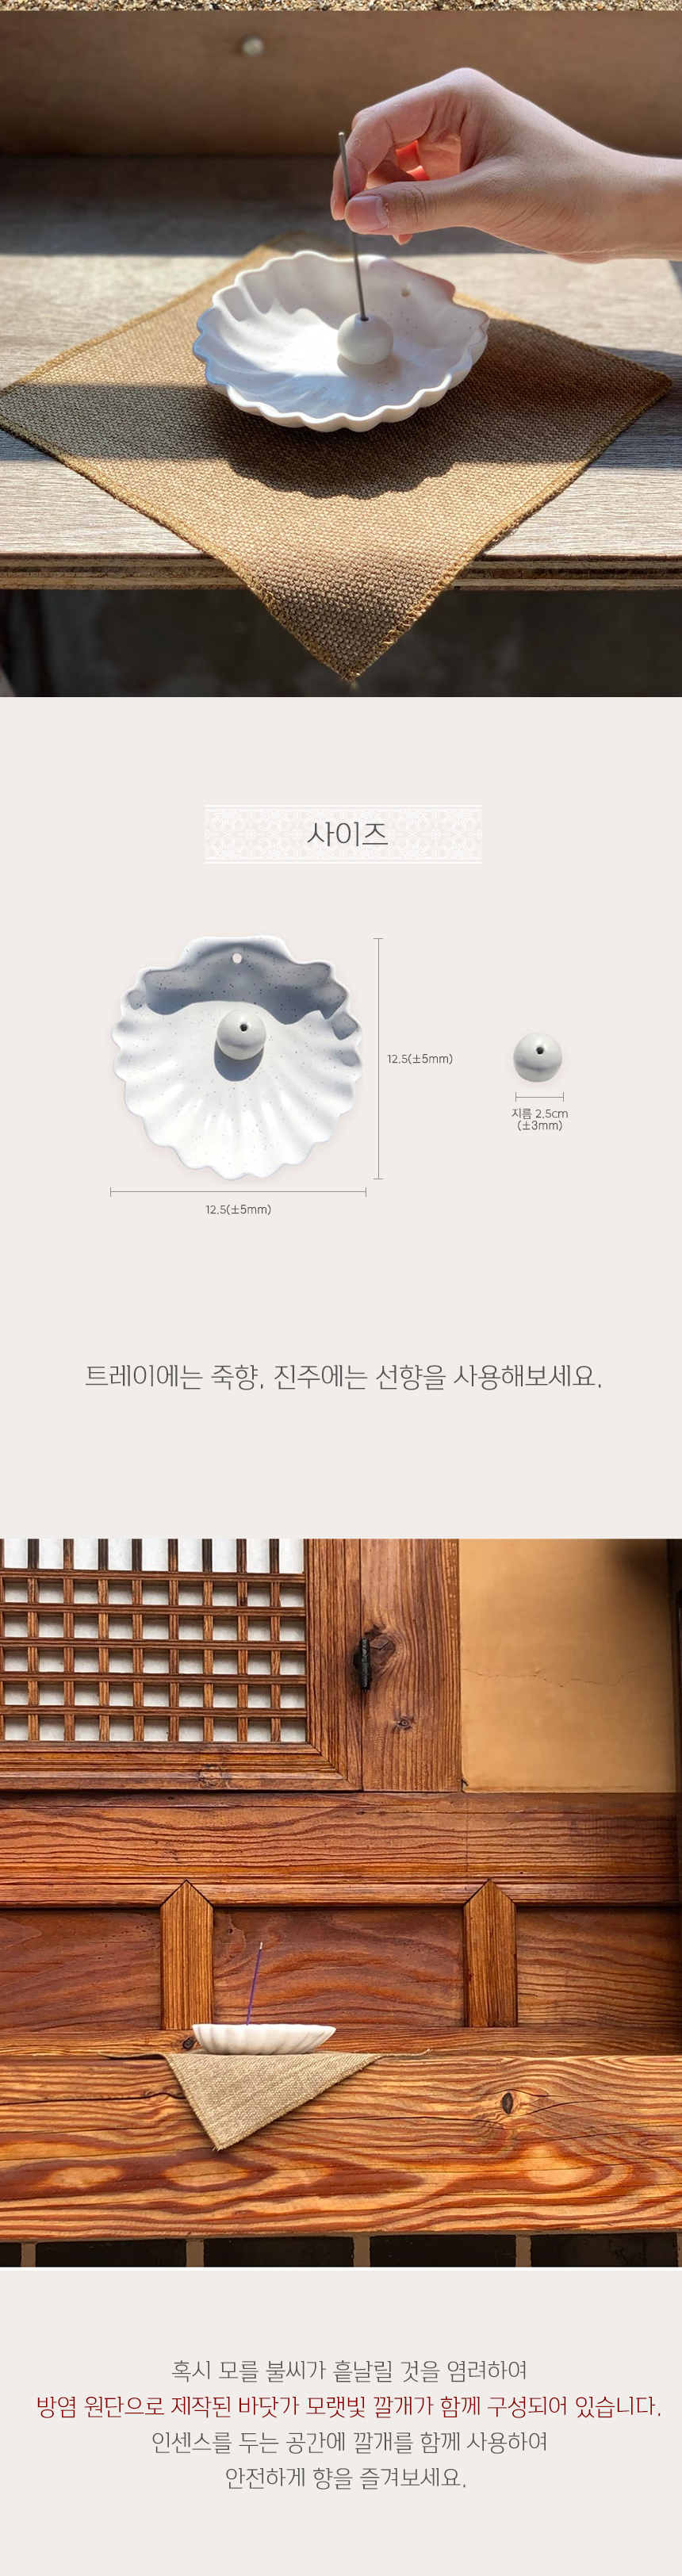 사이즈
12.5(±5mm)
지름 2.5cm
(±3mm)
12.5(±5mm)
트레이에는 죽향, 진주에는 선향을 사용해보세요.
혹시 모를 불씨가 흩날릴 것을 염려하여
방염 원단으로 제작된 바닷가 모랫빛 깔개가 함께 구성되어 있습니다.
인센스를 두는 공간에 깔개를 함께 사용하여
안전하게 향을 즐겨보세요.